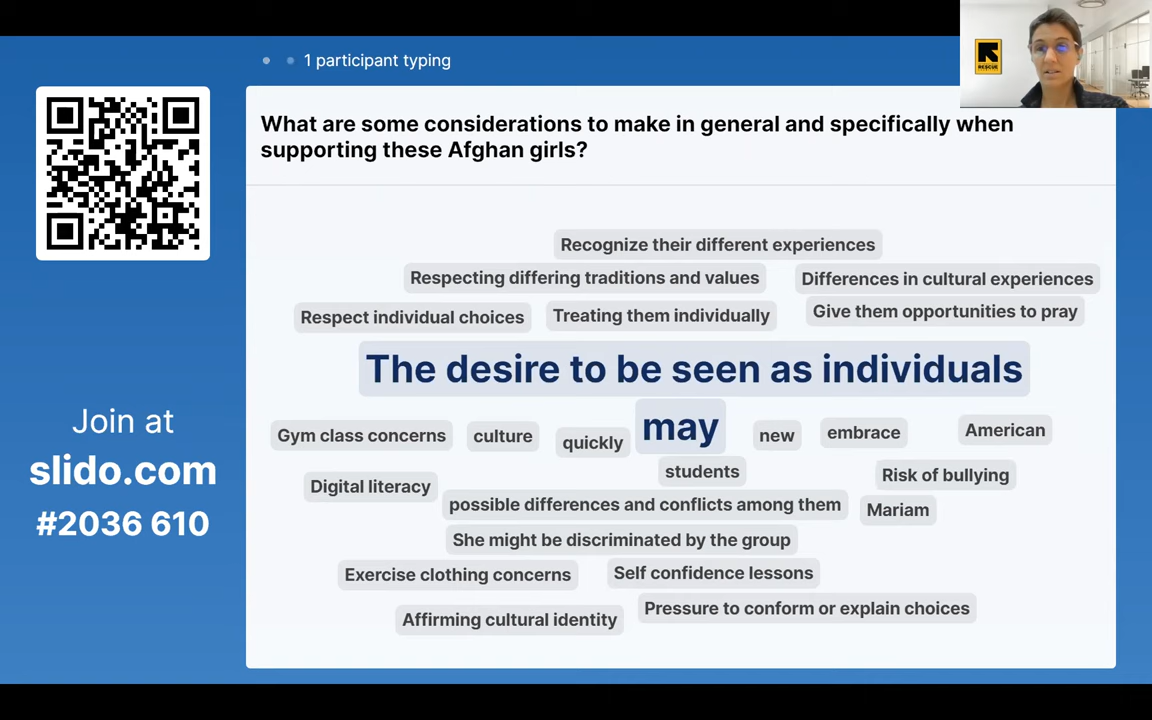 1 participant typing
RESCUE
What are some considerations to make in general and specifically when
supporting these Afghan girls?
Recognize their different experiences
Respecting differing traditions and values
Differences in cultural experiences
Respect individual choices
Treating them individually
Give them opportunities to pray
The desire to be seen as individuals
Gym class concerns
culture
quickly
may
new
embrace
American
students
Risk of bullying
Digital literacy
possible differences and conflicts among them
Mariam
She might be discriminated by the group
Exercise clothing concerns
Self confidence lessons
Affirming cultural identity
Pressure to conform or explain choices
Join at
slido.com
#2036 610